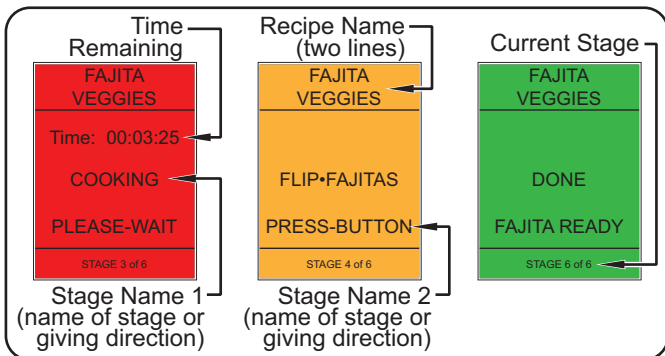 Time
Remaining
Recipe Name
(two lines)
Current Stage
FAJITA
VEGGIES
Time: 00:03:25
COOKING
PLEASE-WAIT
STAGE 3 of 6
FAJITA
VEGGIES
FLIP•FAJITAS
PRESS-BUTTON
STAGE 4 of 6
FAJITA
VEGGIES
DONE
FAJITA READY
STAGE 6 of 6
Stage Name 1
(name of stage or
giving direction)
Stage Name 2
(name of stage or
giving direction)